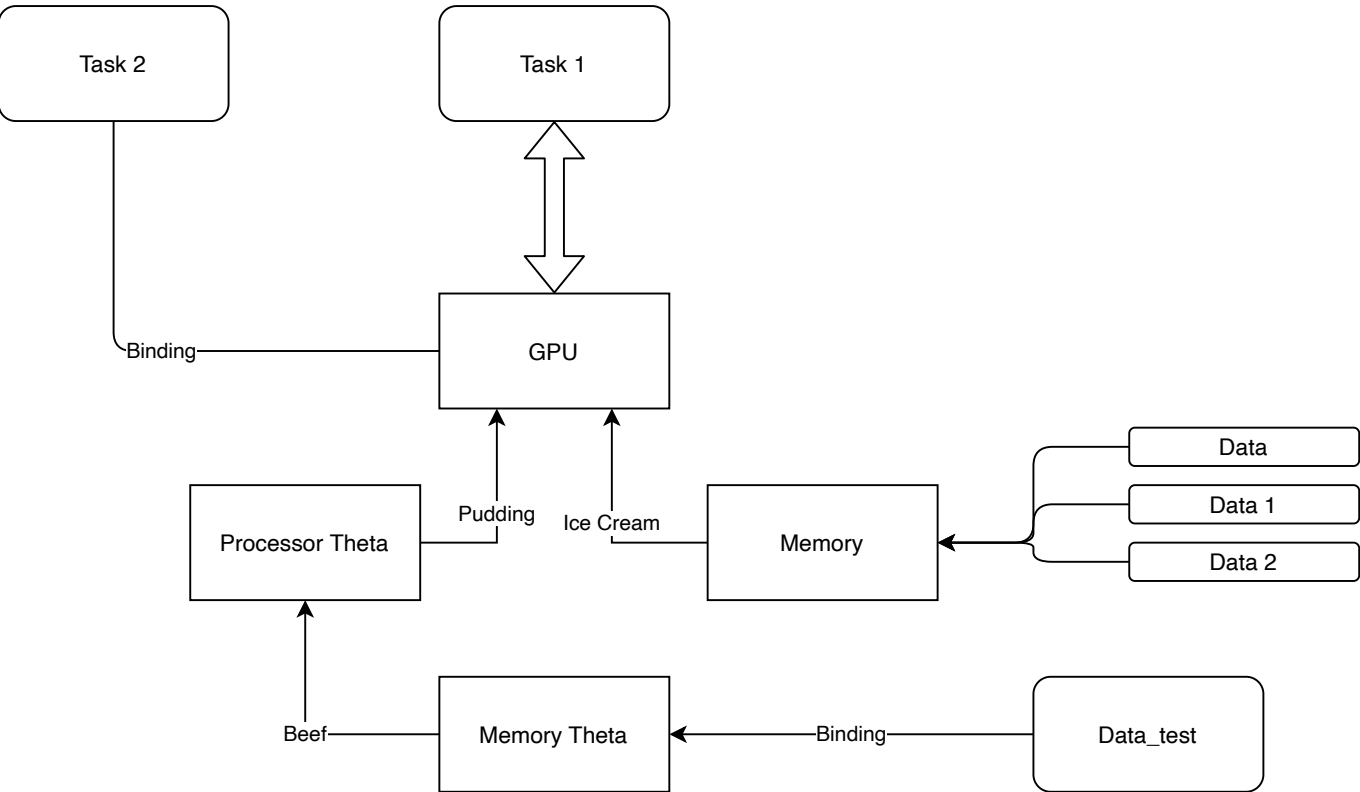 Task 2
Task 1
Binding
GPU
Pudding
Ice Cream
Processor Theta
Memory
Data
Data 1
Data 2
Beef
Memory Theta
Binding
Data_test